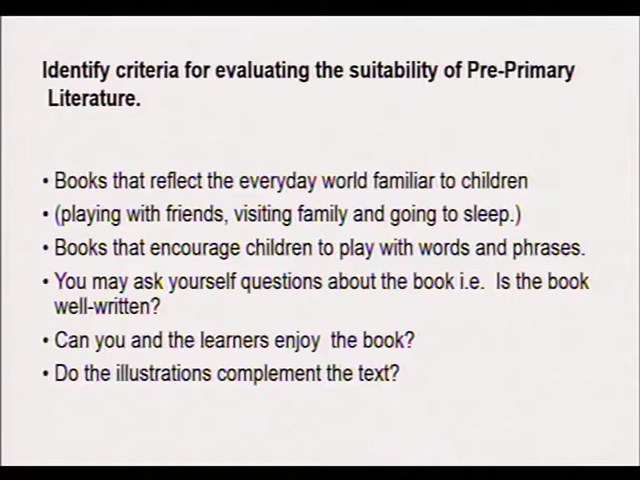 Identify criteria for evaluating the suitability of Pre-Primary
Literature.
• Books that reflect the everyday world familiar to children
• (playing with friends, visiting family and going to sleep.)
• Books that encourage children to play with words and phrases.
• You may ask yourself questions about the book i.e. Is the book
well-written?
• Can you and the learners enjoy the book?
• Do the illustrations complement the text?